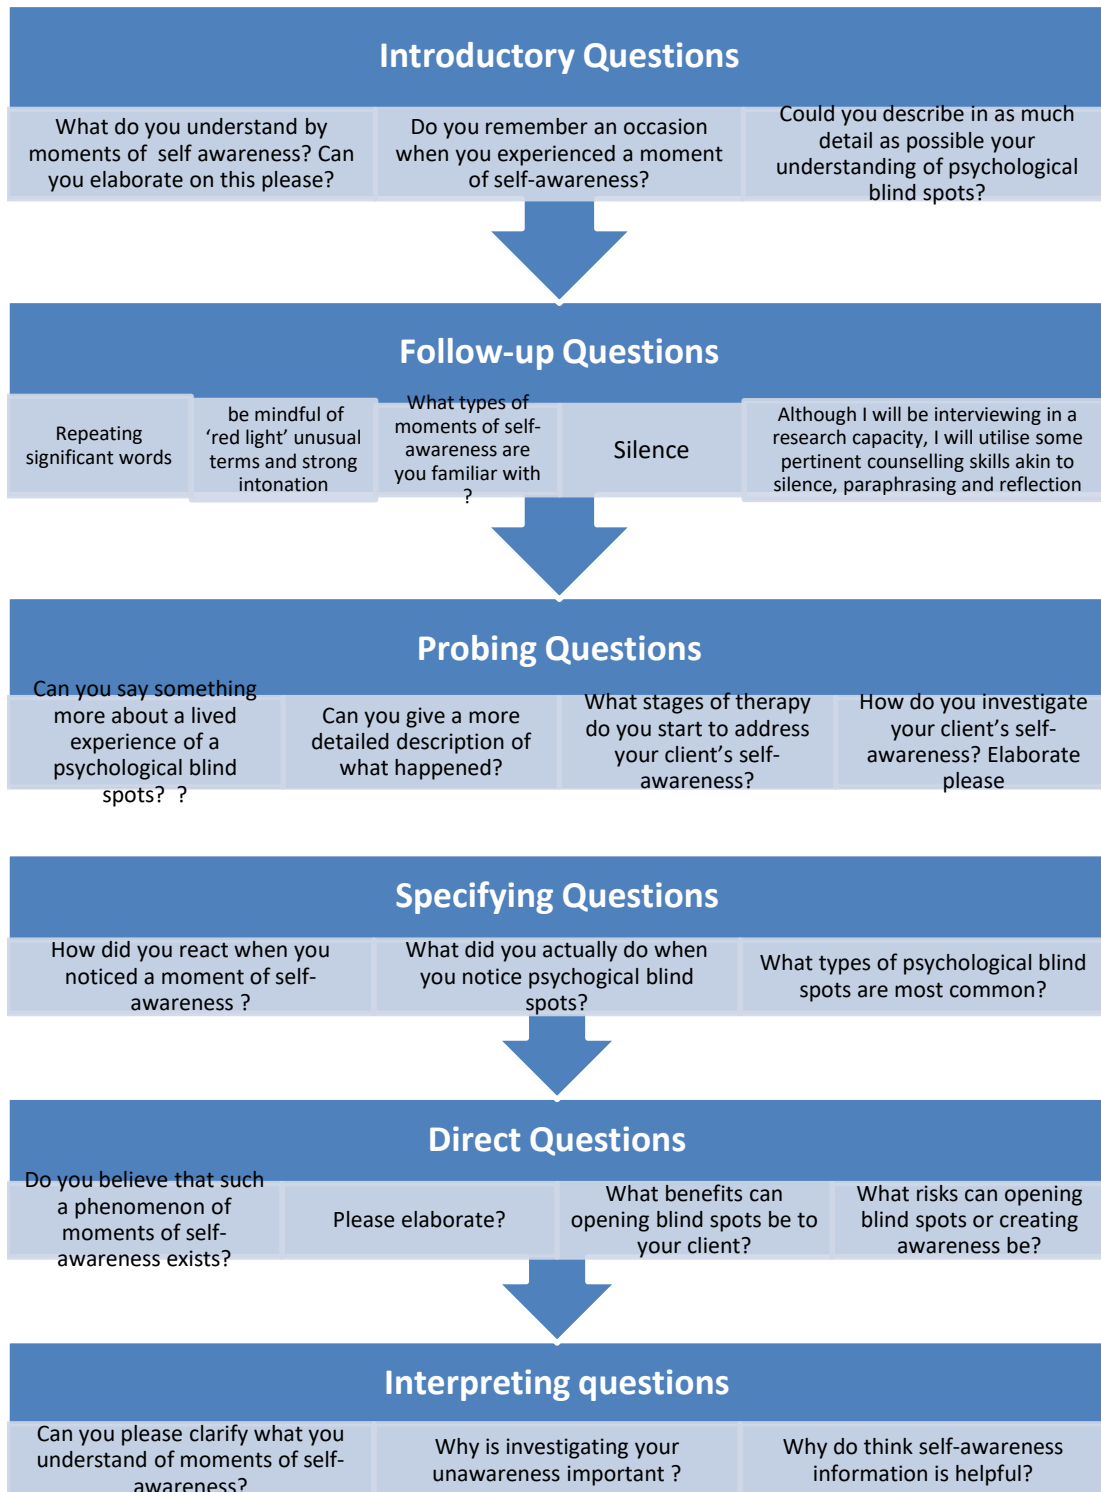 Introductory Questions
What do you understand by
moments of  self awareness? Can
you elaborate on this please?
Do you remember an occasion
when you experienced a moment
of self-awareness?
Could you describe in as much
detail as possible your
understanding of psychological
blind spots?
Follow-up Questions
Repeating
significant words
be mindful of
‘red light’ unusual
terms and strong
intonation
What types of
moments of self-
awareness are
you familiar with
?
Silence
Although I will be interviewing in a
research capacity, I will utilise some
pertinent counselling skills akin to
silence, paraphrasing and reflection
Probing Questions
Can you say something
more about a lived
experience of a
psychological blind
spots?  ?
Can you give a more
detailed description of
what happened?
What stages of therapy
do you start to address
your client’s self-
awareness?
How do you investigate
your client’s self-
awareness? Elaborate
please
Specifying Questions
How did you react when you
noticed a moment of self-
awareness ?
What did you actually do when
you notice psychogical blind
spots?
What types of psychological blind
spots are most common?
Direct Questions
Do you believe that such
a phenomenon of
moments of self-
awareness exists?
Please elaborate?
What benefits can
opening blind spots be to
your client?
What risks can opening
blind spots or creating
awareness be?
Interpreting questions
Can you please clarify what you
understand of moments of self-
awareness?
Why is investigating your
unawareness important ?
Why do think self-awareness
information is helpful?